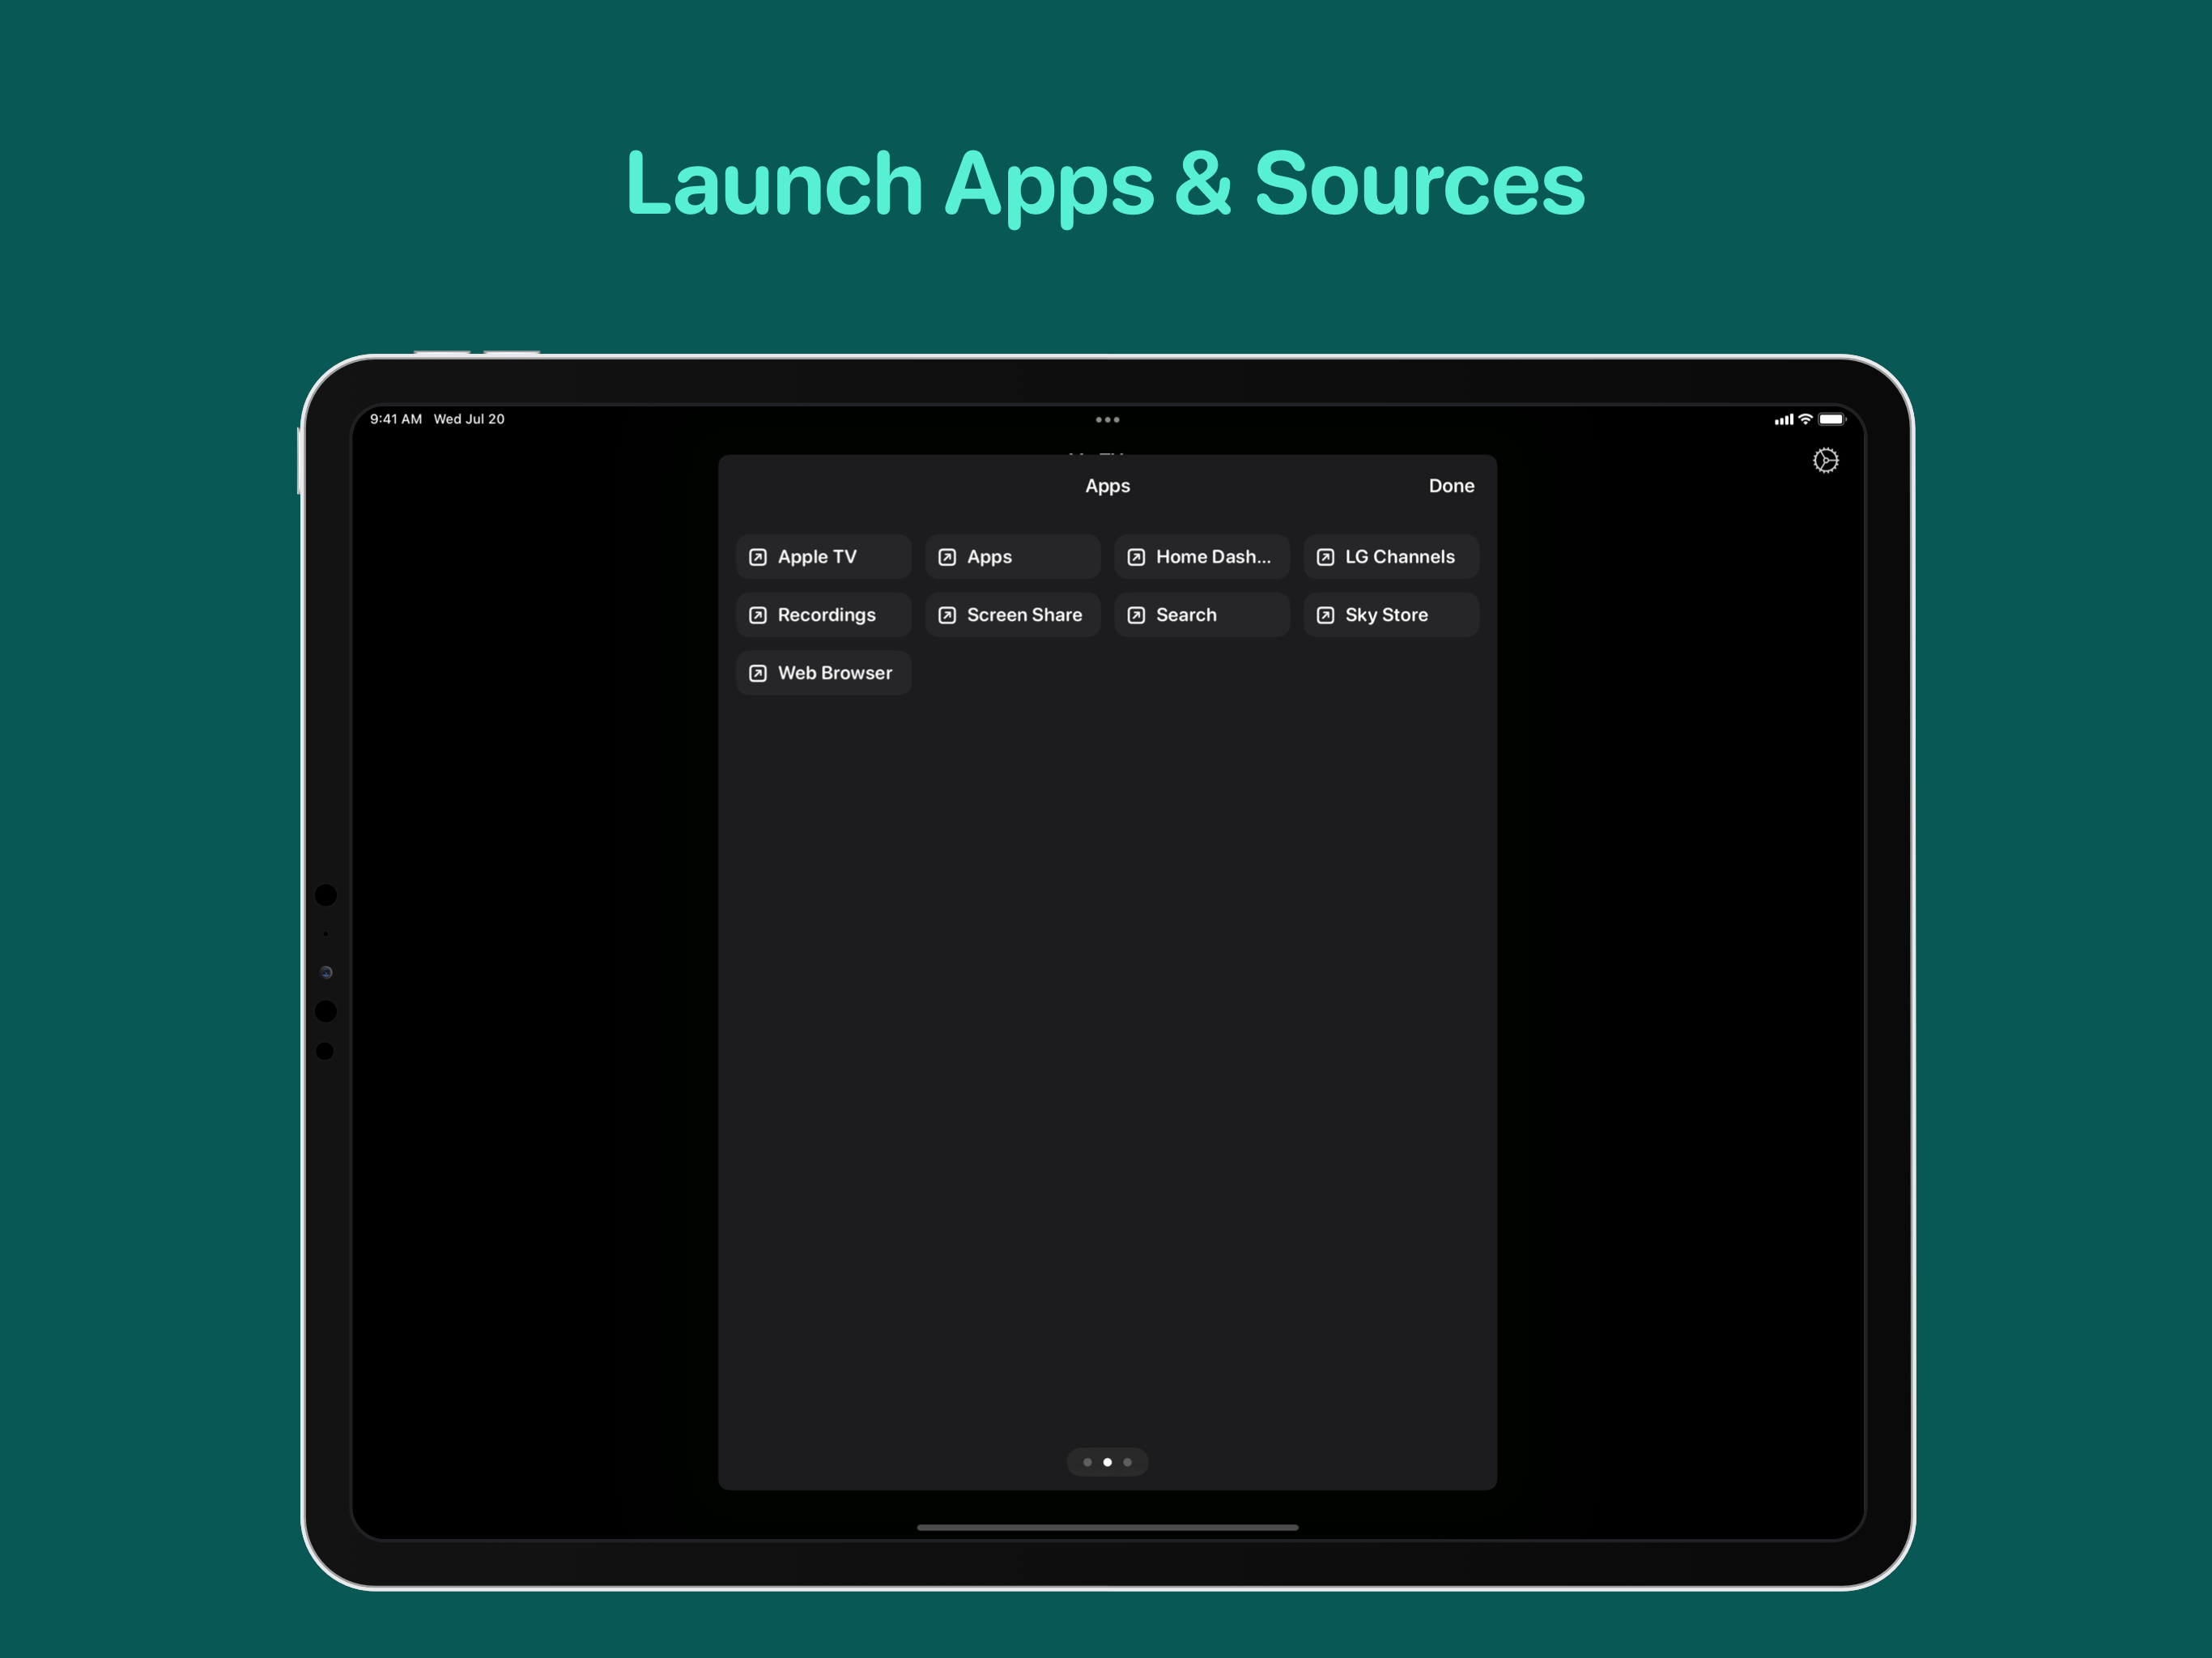 Launch Apps & Sources
9:41 AM Wed Jul 20
Apps Done
Apple TV Apps Home Dash... LG Channels
Recordings Screen Share Search Sky Store
Web Browser